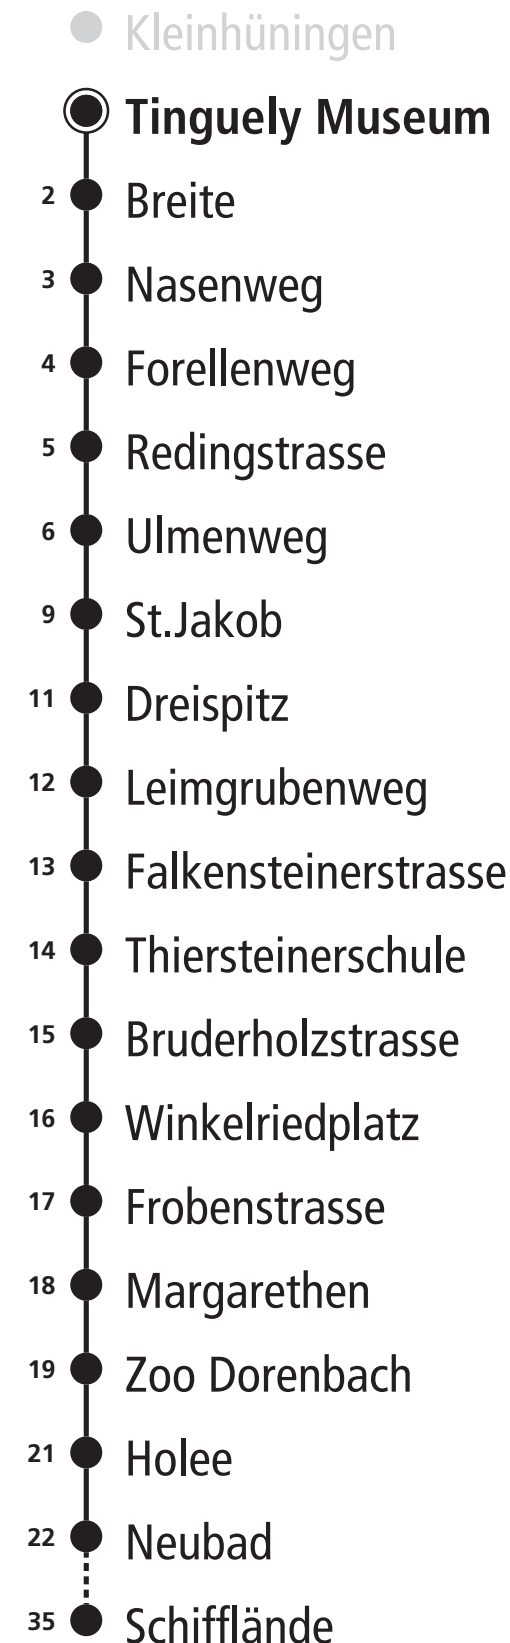 Kleinhüningen
Tinguely Museum
2 Breite
3 Nasenweg
4 Forellenweg
5 Redingstrasse
6 Ulmenweg
9 St.Jakob
11 Dreispitz
12 Leimgrubenweg
13 Falkensteinerstrasse
14 Thiersteinerschule
15 Bruderholzstrasse
16 Winkelriedplatz
17 Frobenstrasse
18 Margarethen
19 Zoo Dorenbach
21 Holee
22 Neubad
35 Schifflände